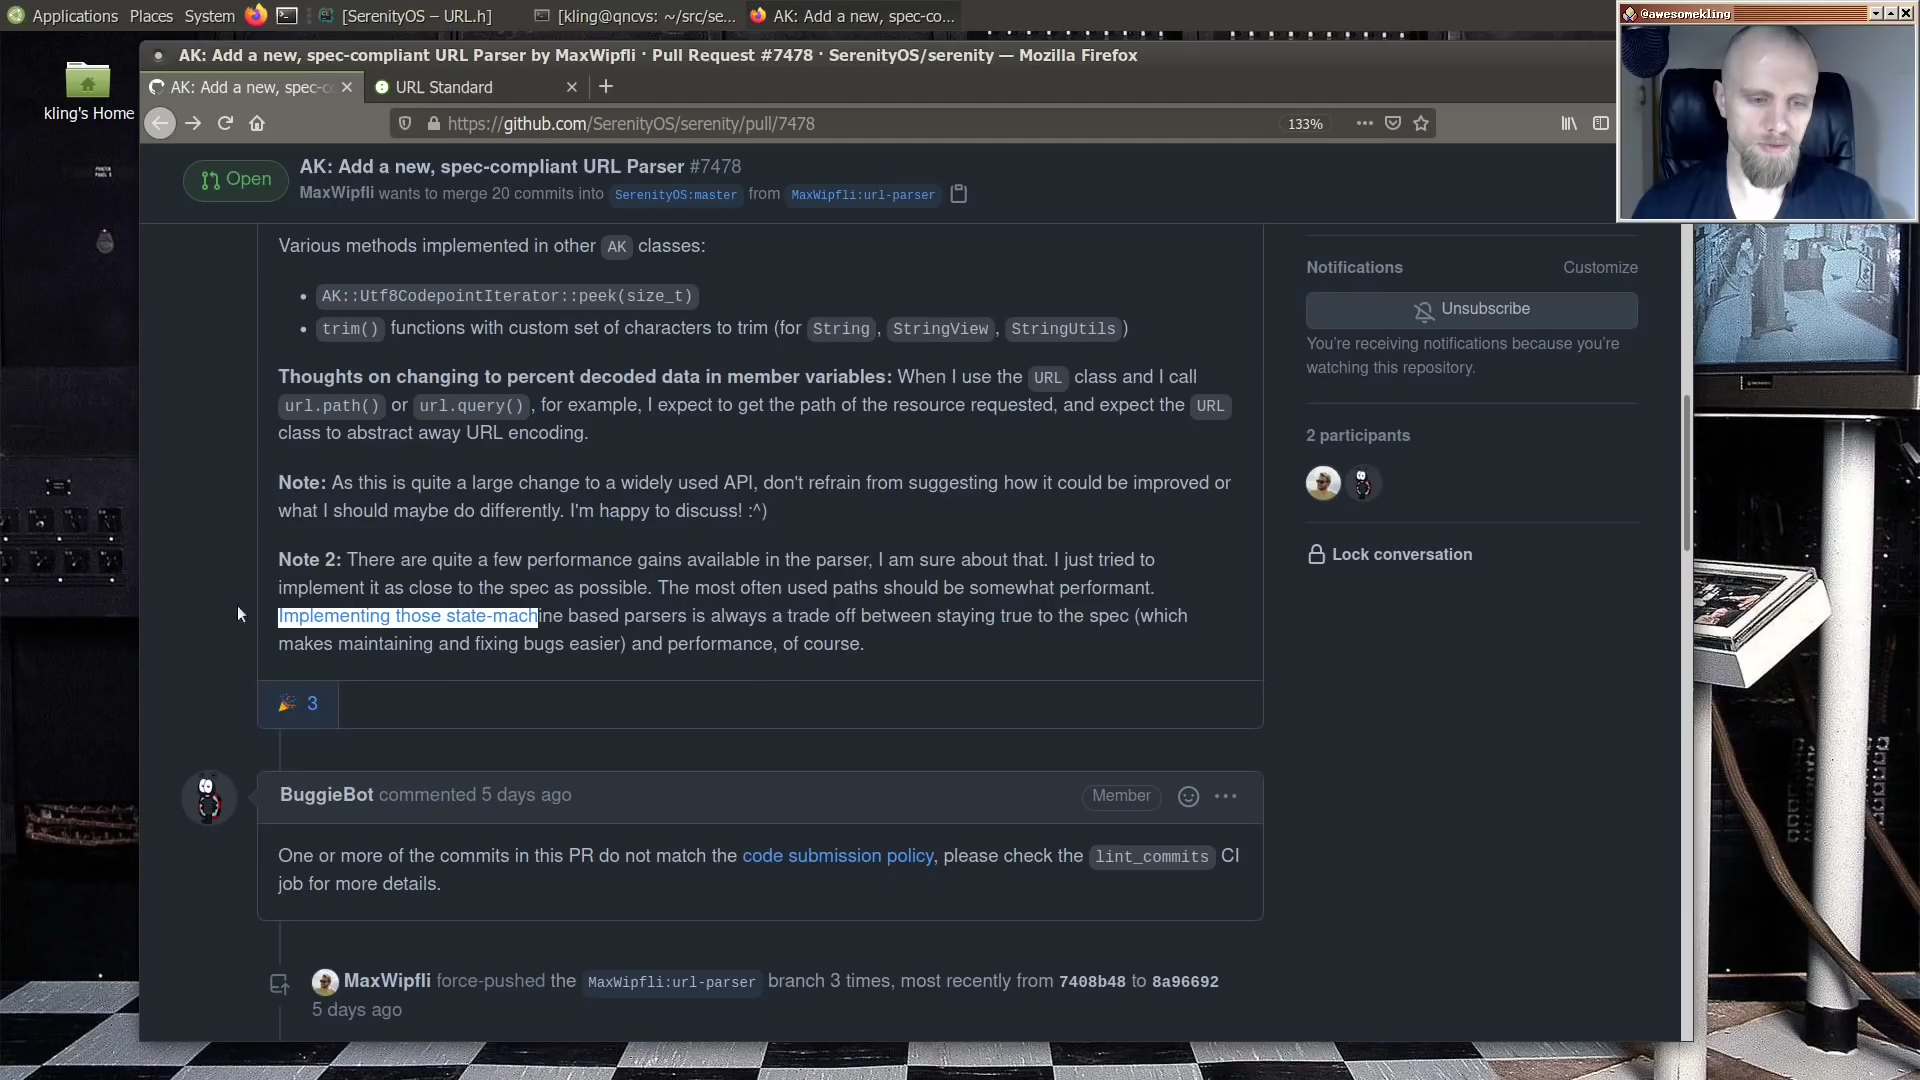 Applications Places System
[SerenityOS – URL.h]
[kling@qncvs: ~/src/se...
AK: Add a new, spec-co...
@awesomekling
kling's Home
AK: Add a new, spec-compliant URL Parser by MaxWipfli · Pull Request #7478 · SerenityOS/serenity — Mozilla Firefox
AK: Add a new, spec-co
URL Standard
https://github.com/SerenityOS/serenity/pull/7478
133%
Open
AK: Add a new, spec-compliant URL Parser #7478
MaxWipfli wants to merge 20 commits into SerenityOS:master from MaxWipfli:url-parser
Various methods implemented in other AK classes:
• AK::Utf8CodepointIterator::peek(size_t)
• trim() functions with custom set of characters to trim (for String, StringView, StringUtils)
Thoughts on changing to percent decoded data in member variables: When I use the URL class and I call
url.path() or url.query(), for example, I expect to get the path of the resource requested, and expect the URL
class to abstract away URL encoding.
Note: As this is quite a large change to a widely used API, don't refrain from suggesting how it could be improved or
what I should maybe do differently. I'm happy to discuss! :^)
Note 2: There are quite a few performance gains available in the parser, I am sure about that. I just tried to
implement it as close to the spec as possible. The most often used paths should be somewhat performant.
Implementing those state-machine based parsers is always a trade off between staying true to the spec (which
makes maintaining and fixing bugs easier) and performance, of course.
🎉 3
BuggieBot commented 5 days ago
Member
One or more of the commits in this PR do not match the code submission policy, please check the lint_commits CI
job for more details.
MaxWipfli force-pushed the MaxWipfli:url-parser branch 3 times, most recently from 7408b48 to 8a96692
5 days ago
Notifications
Customize
Unsubscribe
You're receiving notifications because you're
watching this repository.
2 participants
Lock conversation